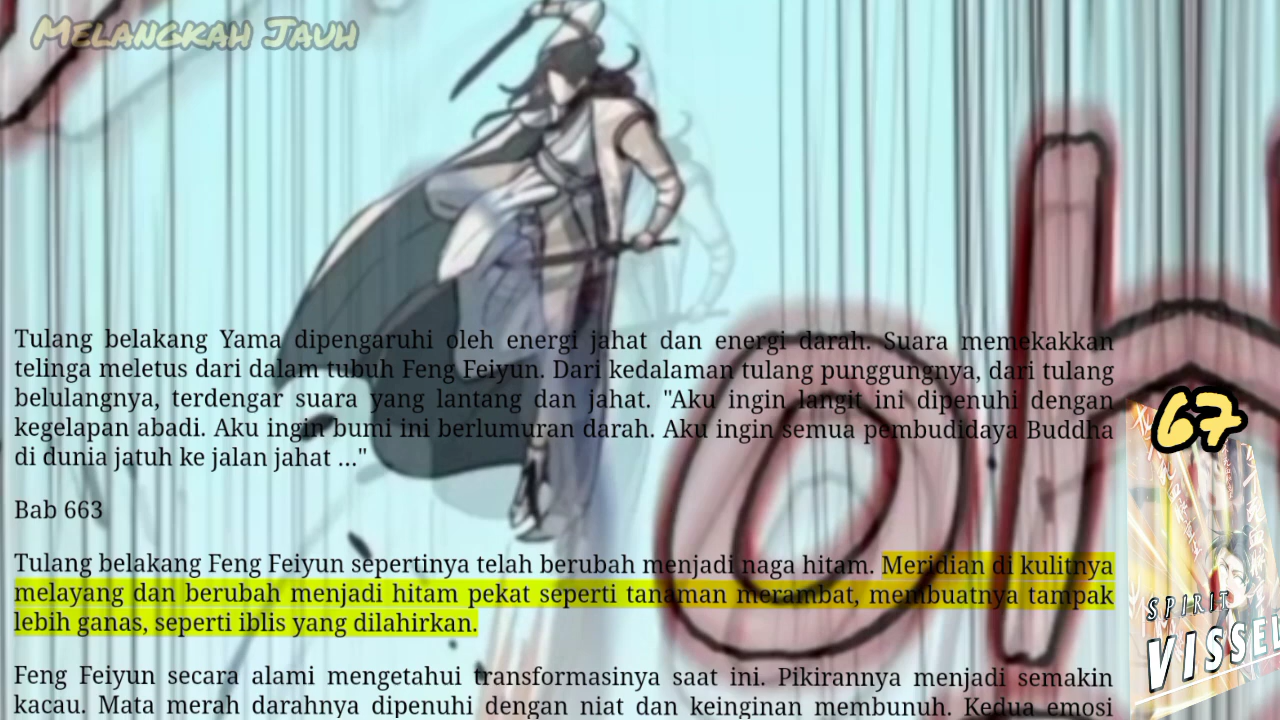 Melangkah Jauh
Tulang belakang Yama dipengaruhi oleh energi jahat dan energi darah. Suara memekakkan
telinga meletus dari dalam tubuh Feng Feiyun. Dari kedalaman tulang punggungnya, dari tulang
belulangnya, terdengar suara yang lantang dan jahat. "Aku ingin langit ini dipenuhi dengan
kegelapan abadi. Aku ingin bumi ini berlumuran darah. Aku ingin semua pembudidaya Buddha
di dunia jatuh ke jalan jahat ..."
Bab 663
Tulang belakang Feng Feiyun sepertinya telah berubah menjadi naga hitam. Meridian di kulitnya
melayang dan berubah menjadi hitam pekat seperti tanaman merambat, membuatnya tampak
lebih ganas, seperti iblis yang dilahirkan.
Feng Feiyun secara alami mengetahui transformasinya saat ini. Pikirannya menjadi semakin
kacau. Mata merah darahnya dipenuhi dengan niat dan keinginan membunuh. Kedua emosi
oh
67
SPIRIT
VISSEL